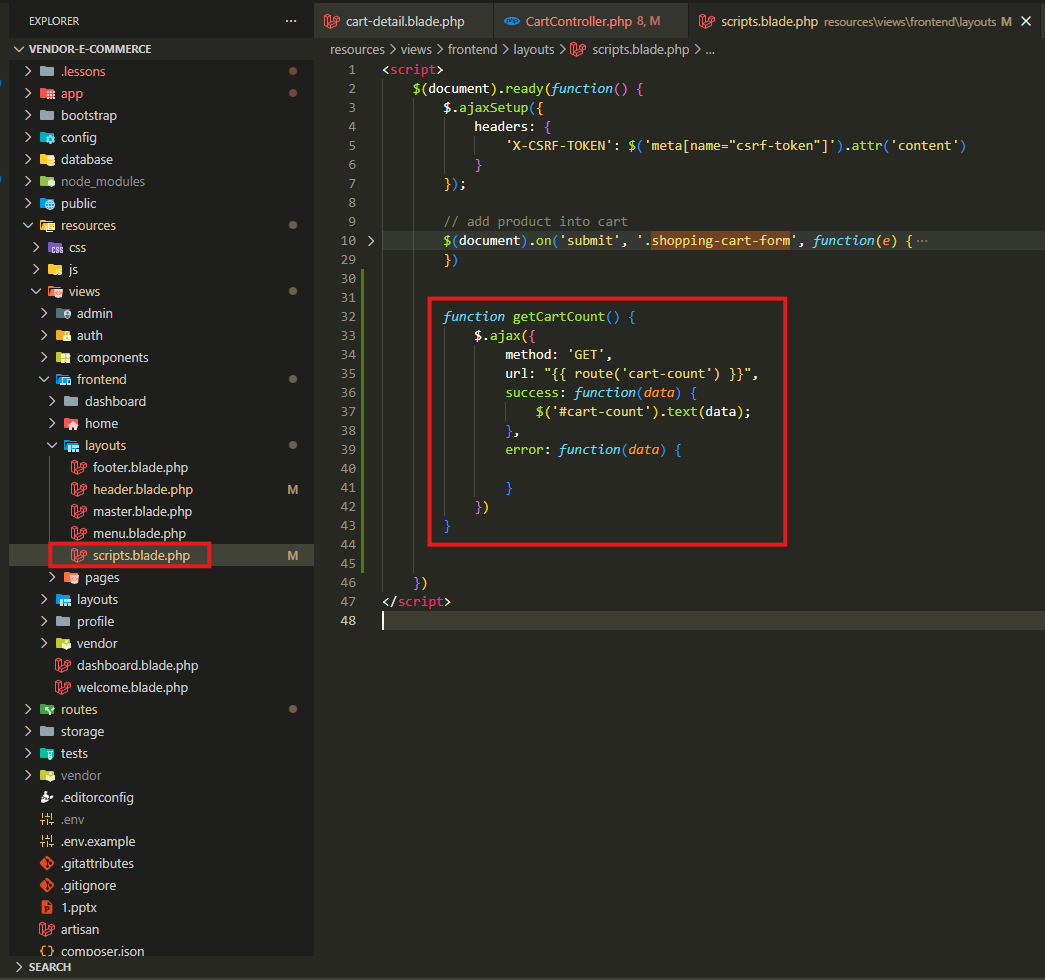 EXPLORER
···
VENDOR-E-COMMERCE
.lessons
app
bootstrap
config
database
node_modules
public
resources
css
js
views
admin
auth
components
frontend
dashboard
home
layouts
footer.blade.php
header.blade.php M
master.blade.php
menu.blade.php
scripts.blade.php M
pages
layouts
profile
vendor
dashboard.blade.php
welcome.blade.php
routes
storage
tests
vendor
.editorconfig
.env
.env.example
.gitattributes
.gitignore
1.pptx
artisan
composer.json
SEARCH
cart-detail.blade.php CartController.php 8, M scripts.blade.php resources\views\frontend\layouts M
resources > views > frontend > layouts > scripts.blade.php > ...
1 <script>
2 $(document).ready(function() {
3 $.ajaxSetup({
4 headers: {
5 'X-CSRF-TOKEN': $('meta[name="csrf-token"]').attr('content')
6 }
7 });
8
9 // add product into cart
10 $(document).on('submit', '.shopping-cart-form', function(e) { ···
29 })
30
31
32 function getCartCount() {
33 $.ajax({
34 method: 'GET',
35 url: "{{ route('cart-count') }}",
36 success: function(data) {
37 $('#cart-count').text(data);
38 },
39 error: function(data) {
40
41 }
42 })
43 }
44
45
46 })
47 </script>
48